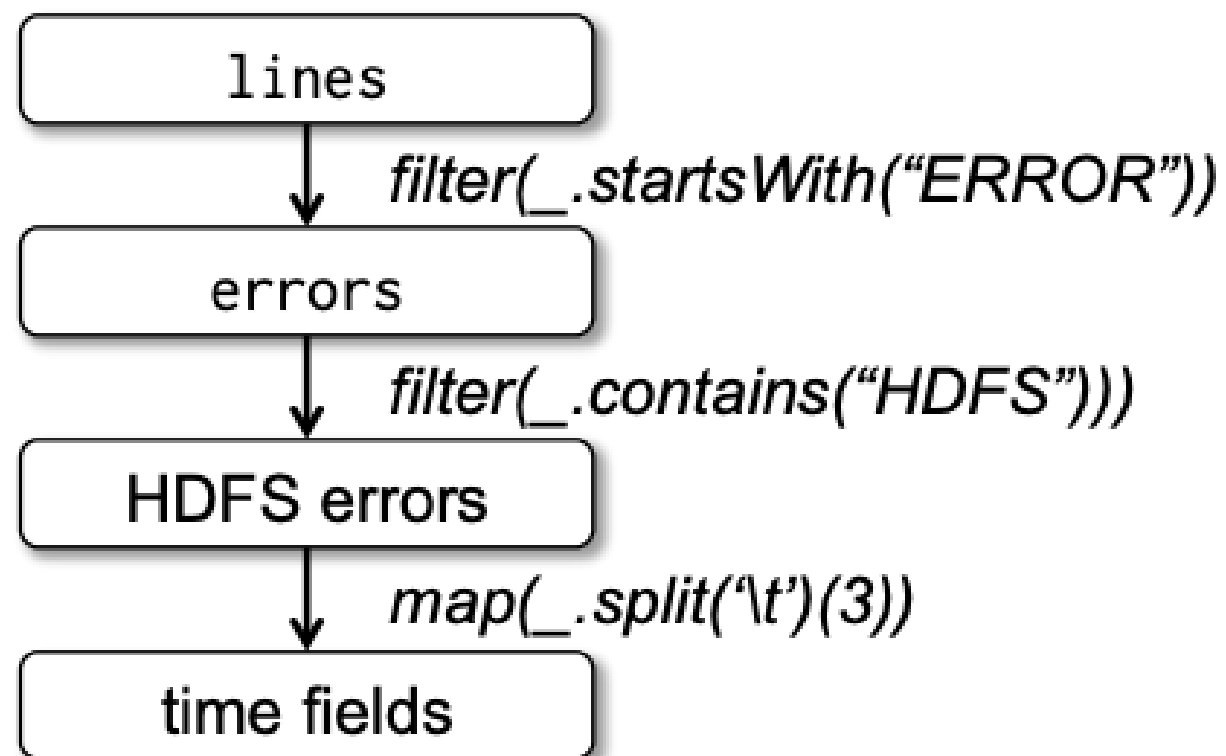 lines
filter(_.startsWith(“ERROR”))
errors
filter(_.contains(“HDFS”)))
HDFS errors
map(_.split(‘\t’)(3))
time fields